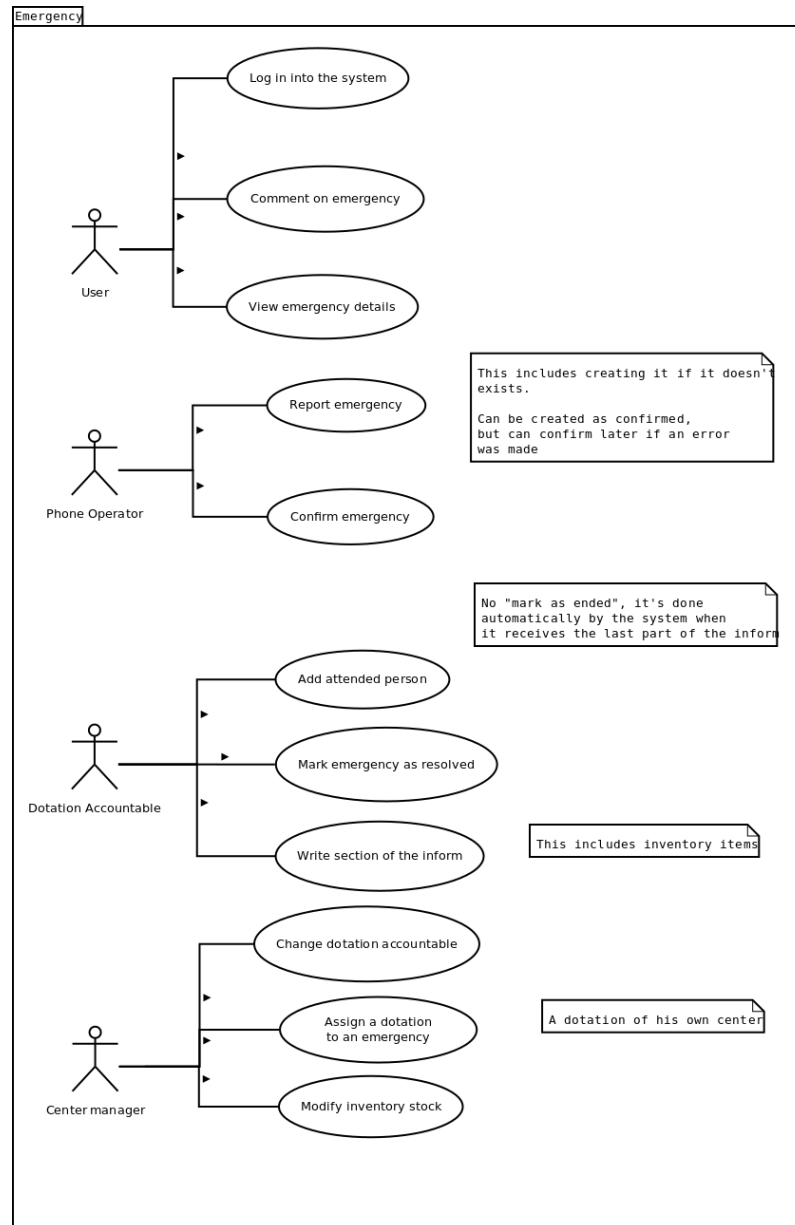 Emergency
Log in into the system
Comment on emergency
View emergency details
User
This includes creating it if it doesn't
exists.
Can be created as confirmed,
but can confirm later if an error
was made
Report emergency
Confirm emergency
Phone Operator
No "mark as ended", it's done
automatically by the system when
it receives the last part of the inform
Add attended person
Mark emergency as resolved
Dotation Accountable
Write section of the inform
This includes inventory items
Change dotation accountable
Assign a dotation
to an emergency
A dotation of his own center
Modify inventory stock
Center manager